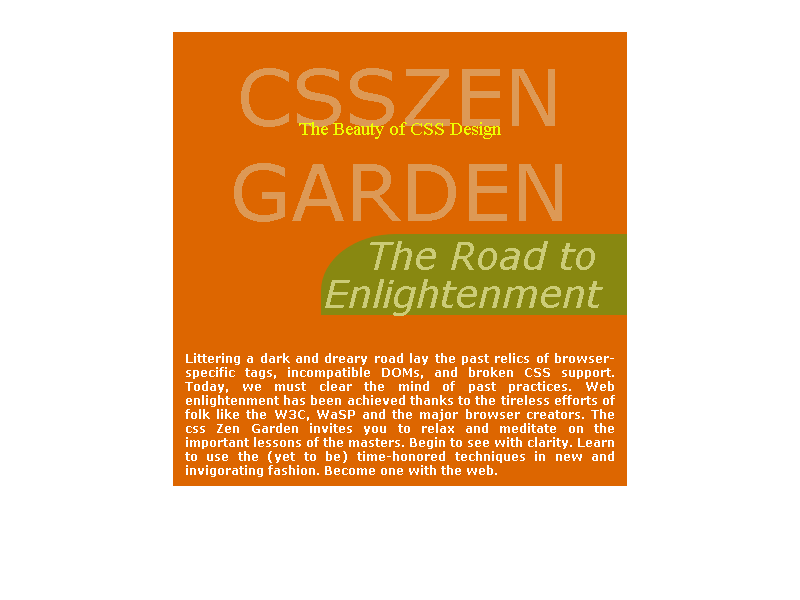 CSSZEN
The Beauty of CSS Design
GARDEN
The Road to
Enlightenment
Littering a dark and dreary road lay the past relics of browser-
specific tags, incompatible DOMs, and broken CSS support.
Today, we must clear the mind of past practices. Web
enlightenment has been achieved thanks to the tireless efforts of
folk like the W3C, WaSP and the major browser creators. The
css Zen Garden invites you to relax and meditate on the
important lessons of the masters. Begin to see with clarity. Learn
to use the (yet to be) time-honored techniques in new and
invigorating fashion. Become one with the web.